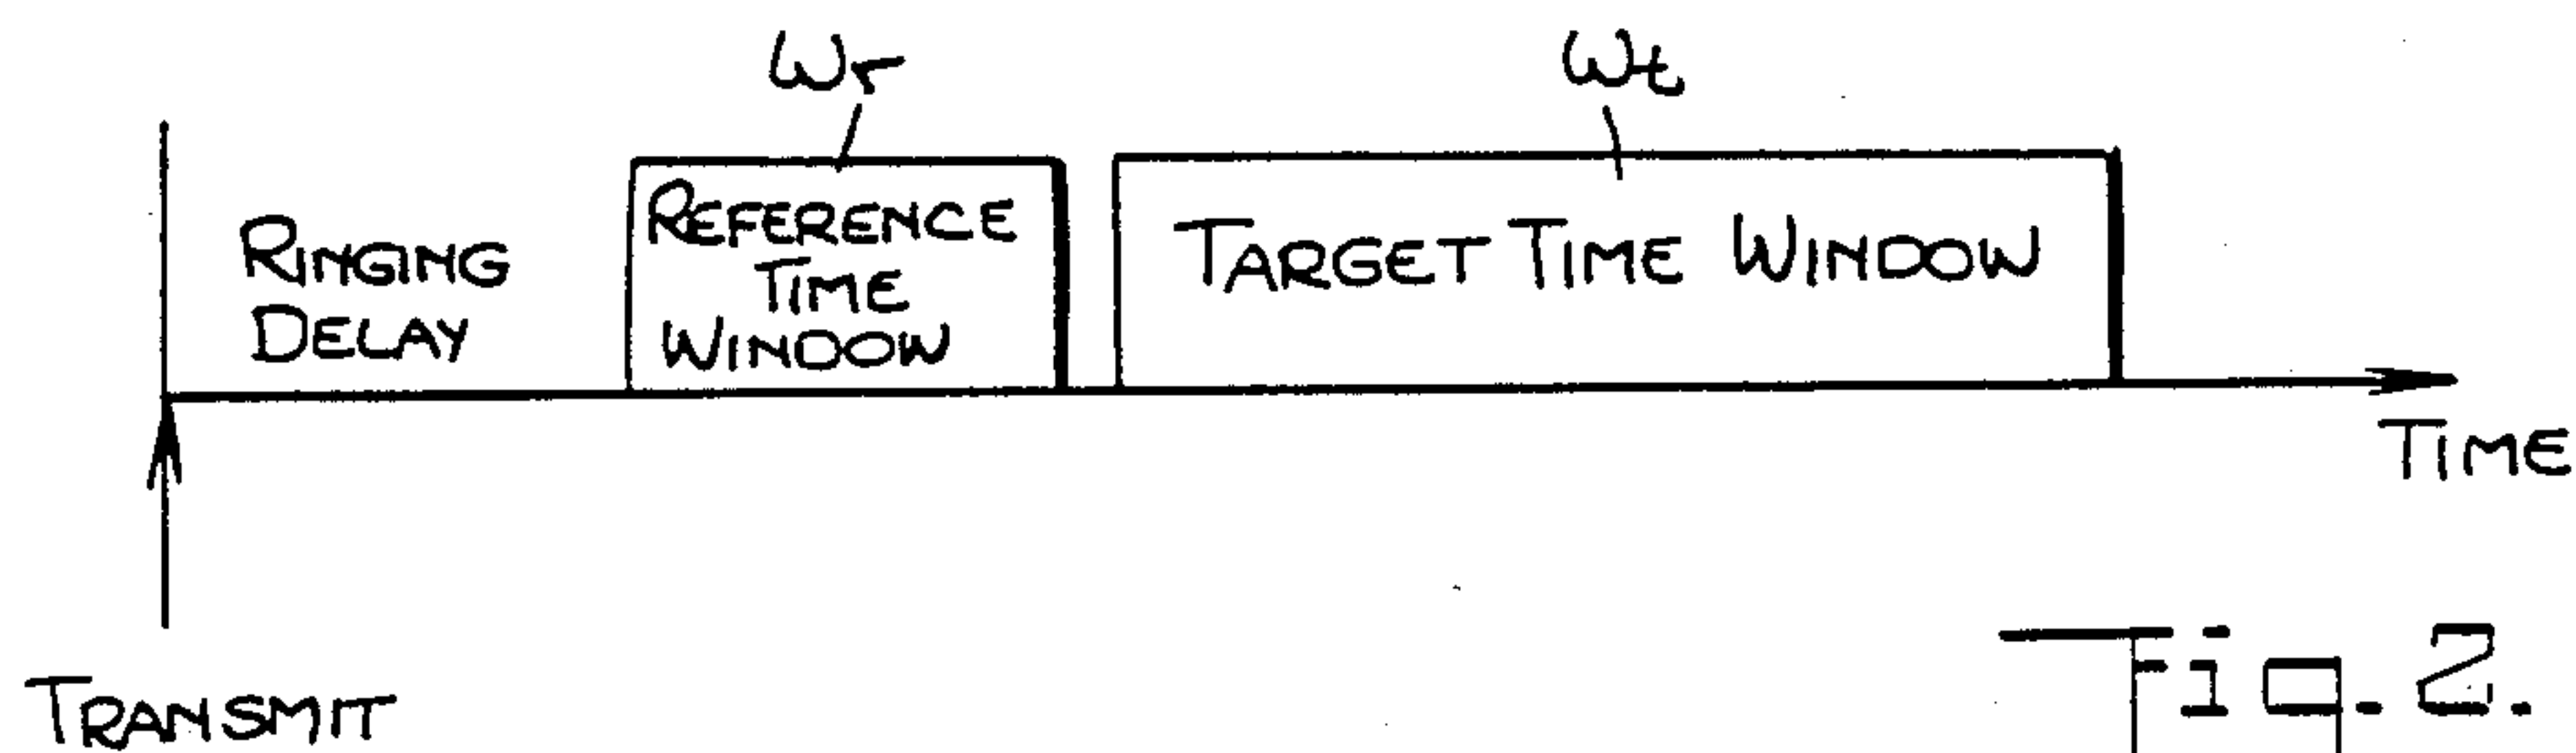 Wr
Wt
RINGING
DELAY
REFERENCE
TIME
WINDOW
TARGET TIME WINDOW
TIME
TRANSMIT
Fig. 2.